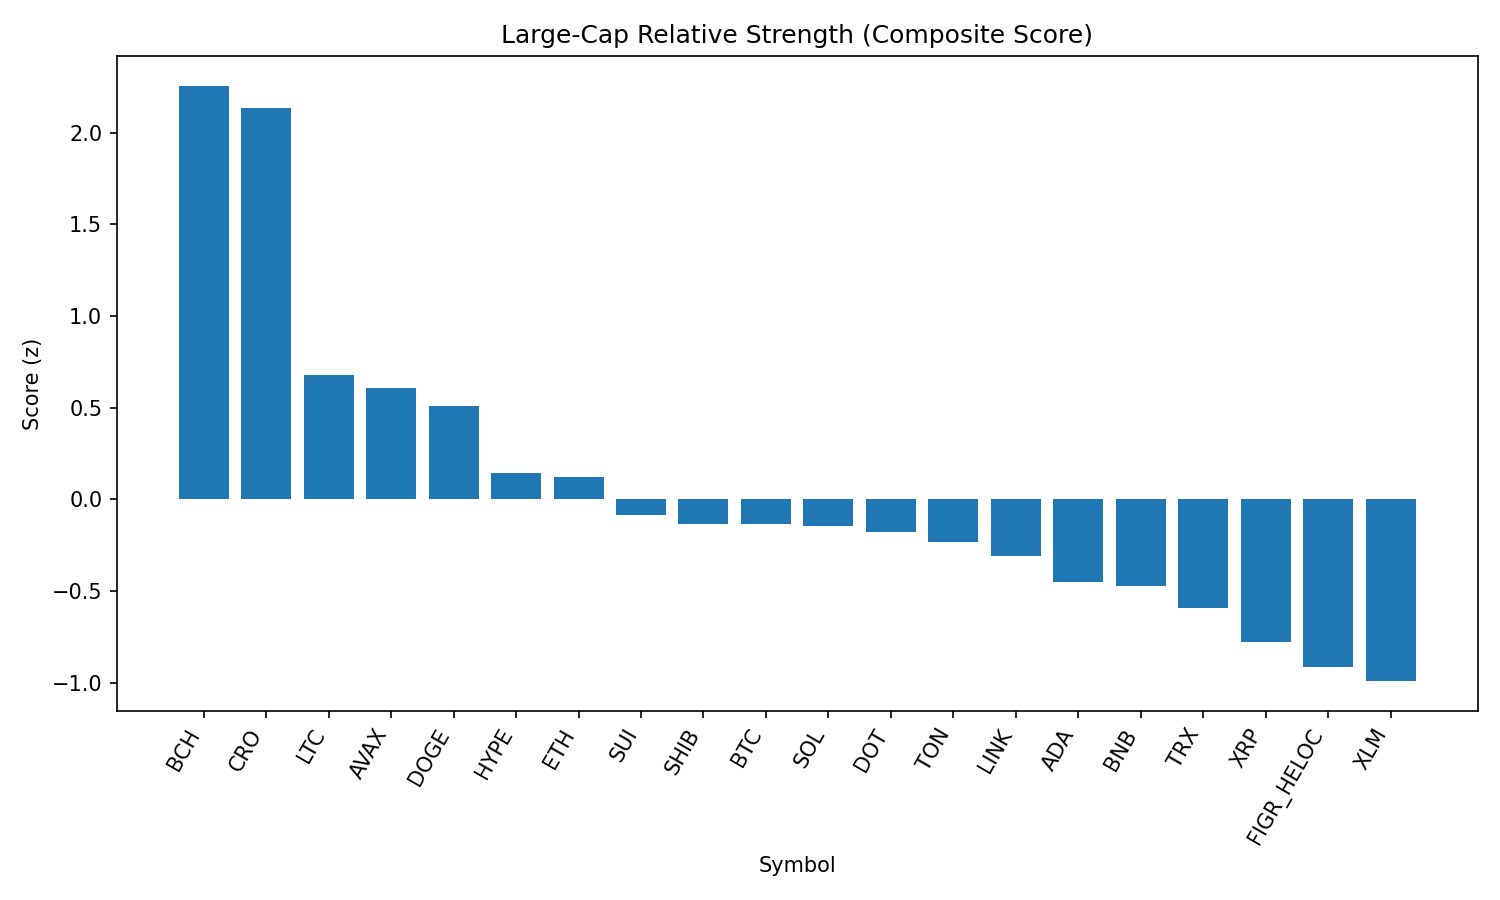 Large-Cap Relative Strength (Composite Score)
Score (z)
2.0
1.5
1.0
0.5
0.0
−0.5
−1.0
BCH
CRO
LTC
AVAX
DOGE
HYPE
ETH
SUI
SHIB
BTC
SOL
DOT
TON
LINK
ADA
BNB
TRX
XRP
FIGR_HELOC
XLM
Symbol